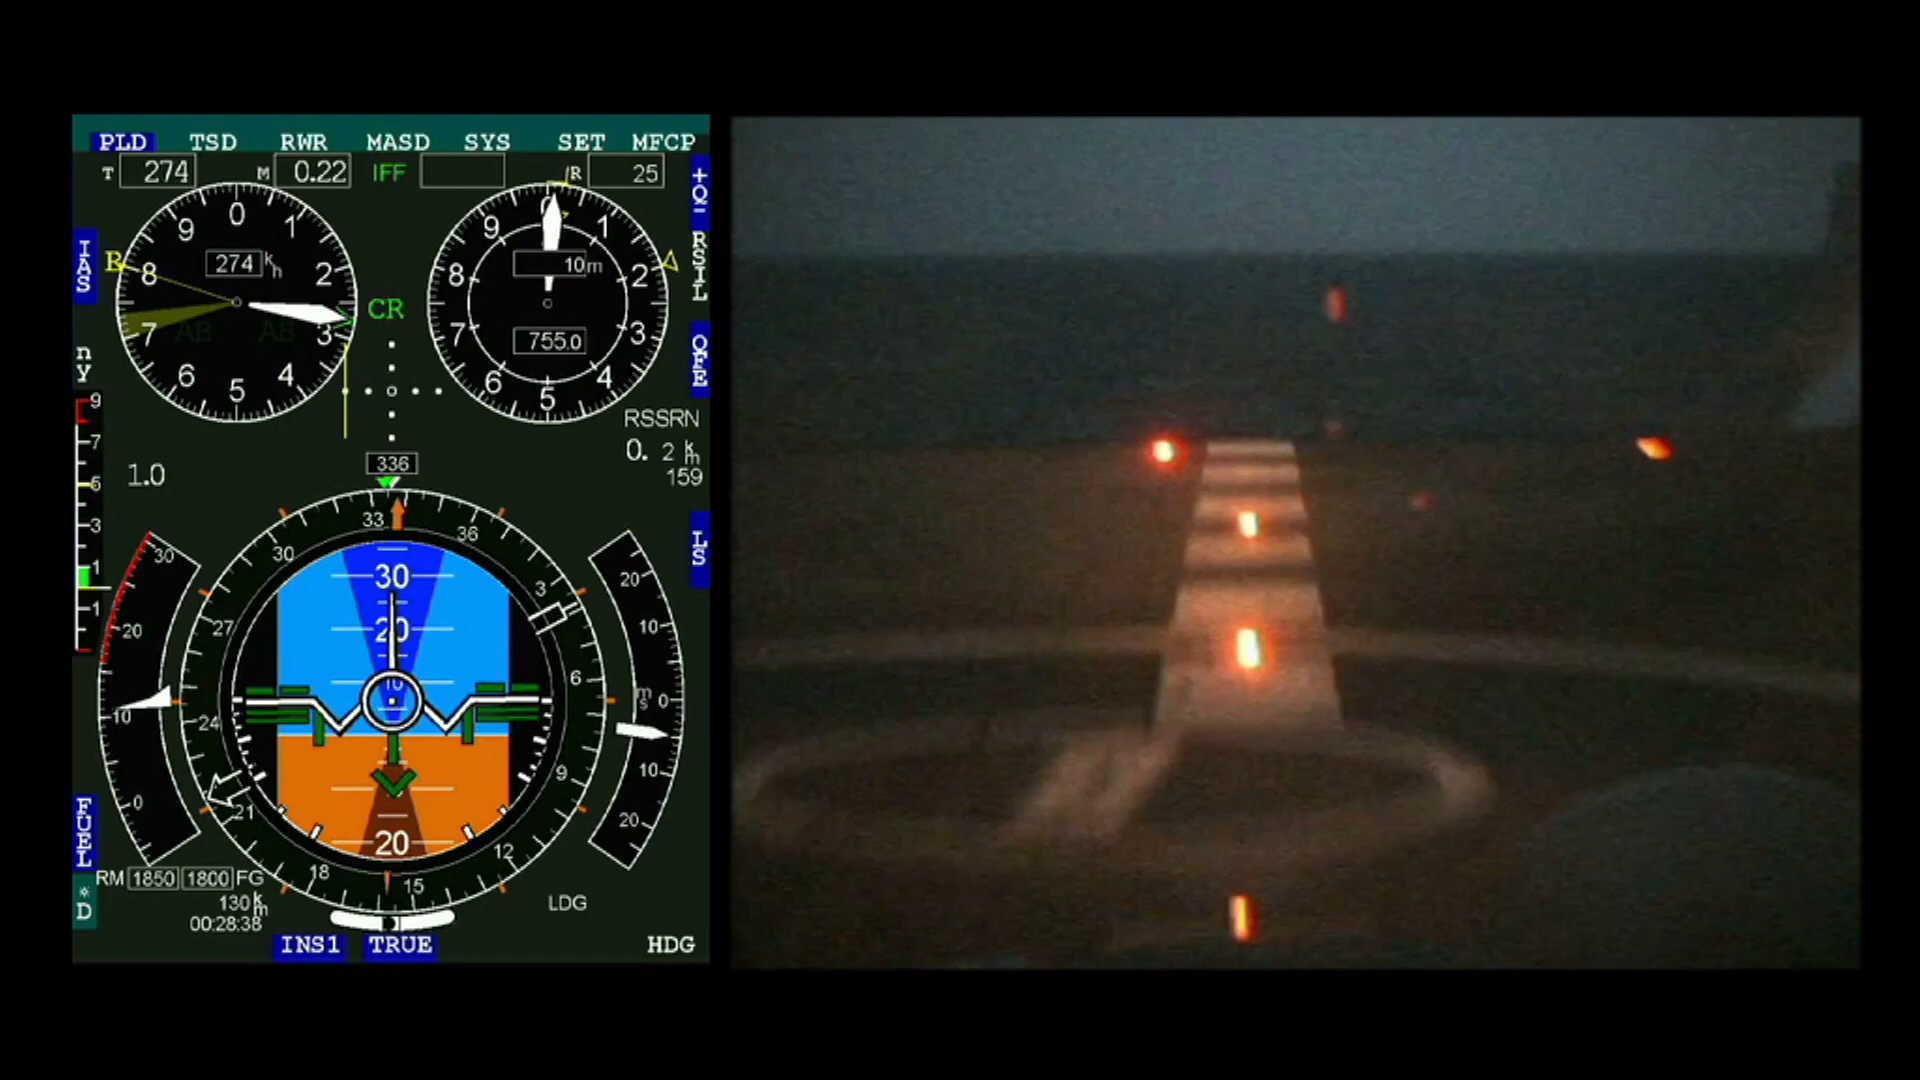 PLD TSD RWR MASD SYS SET MFCP
T 274 M 0.22 IFF R 25
+Q-
0 1 2 3 4 5 6 7 8 9
274 k h
B
IAS
CR
0 1 2 3 4 5 6 7 8 9
10m
755.0
RSIL
QFE
ny
AB AB
RSSRN
0. 2 k m
159
9
7
5
3
1
1
1.0
336
LS
33 36 3 6 9 12 15 18 21 24 27 30
30
20
10
20
30
20
10
0
20
10
m s 0
10
20
FUEL
RM 1850 1800 FG
130 k m
00:28:38
LDG
☼
D
INS1 TRUE HDG